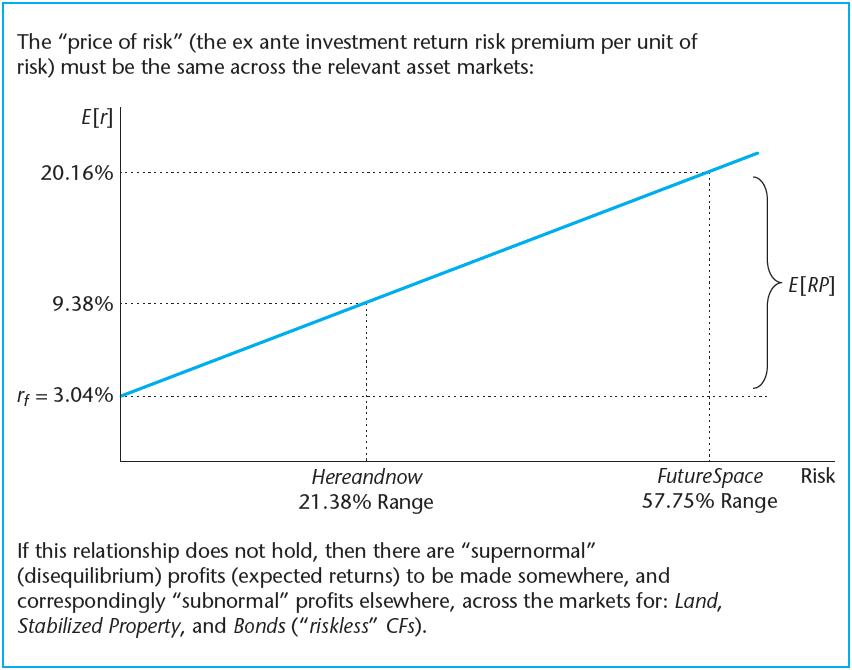 The “price of risk” (the ex ante investment return risk premium per unit of
risk) must be the same across the relevant asset markets:
E[r]
20.16%
9.38%
E[RP]
rf = 3.04%
Hereandnow
FutureSpace
Risk
21.38% Range
57.75% Range
If this relationship does not hold, then there are “supernormal”
(disequilibrium) profits (expected returns) to be made somewhere, and
correspondingly “subnormal” profits elsewhere, across the markets for: Land,
Stabilized Property, and Bonds (“riskless” CFs).